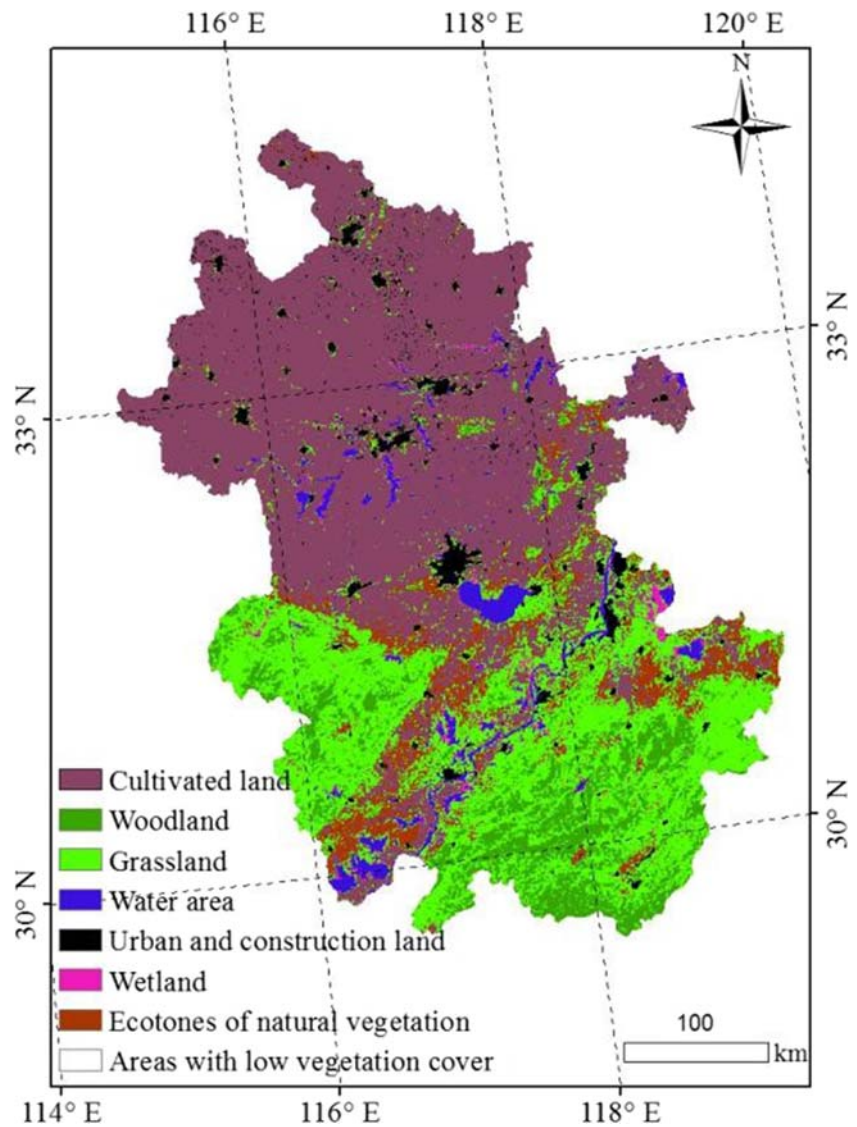 116° E
118° E
120° E
N
33° N
33° N
Cultivated land
Woodland
Grassland
Water area
Urban and construction land
Wetland
Ecotones of natural vegetation
Areas with low vegetation cover
30° N
30° N
100
km
114° E
116° E
118° E